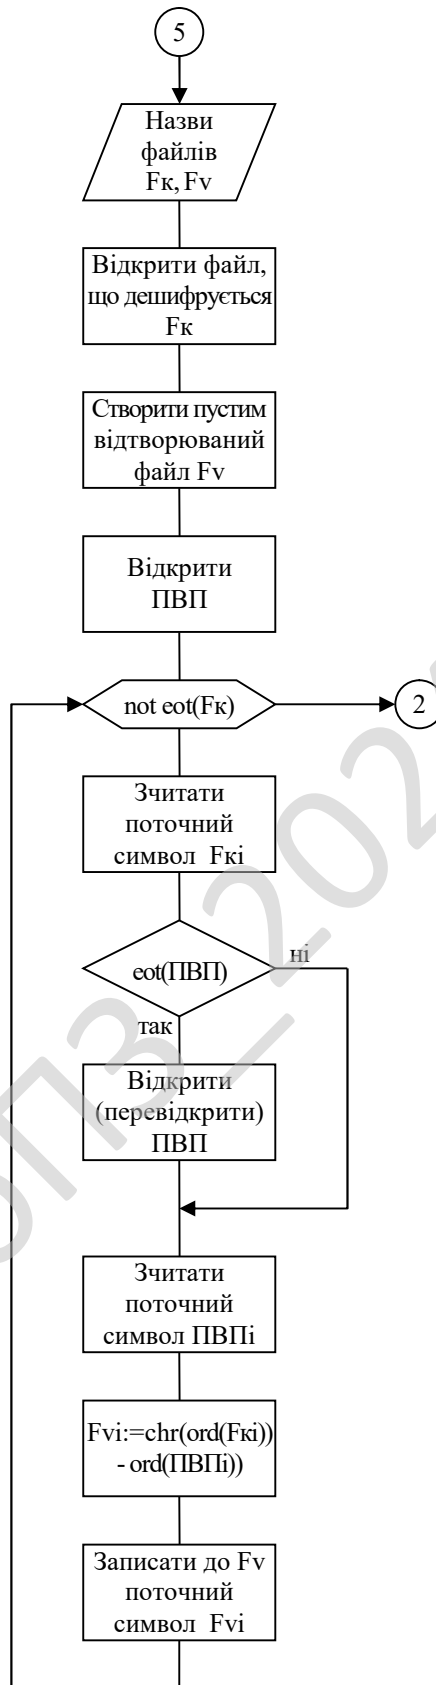 5
Назви
файлів
Fк, Fv
Відкрити файл,
що дешифрується
Fк
Створити пустим
відтворюваний
файл Fv
Відкрити
ПВП
not eot(Fк)
2
Зчитати
поточний
символ Fкі
eot(ПВП)
ні
так
Відкрити
(перевідкрити)
ПВП
Зчитати
поточний
символ ПВПі
Fvi:=chr(ord(Fкі))
- ord(ПВПі))
Записати до Fv
поточний
символ Fvi